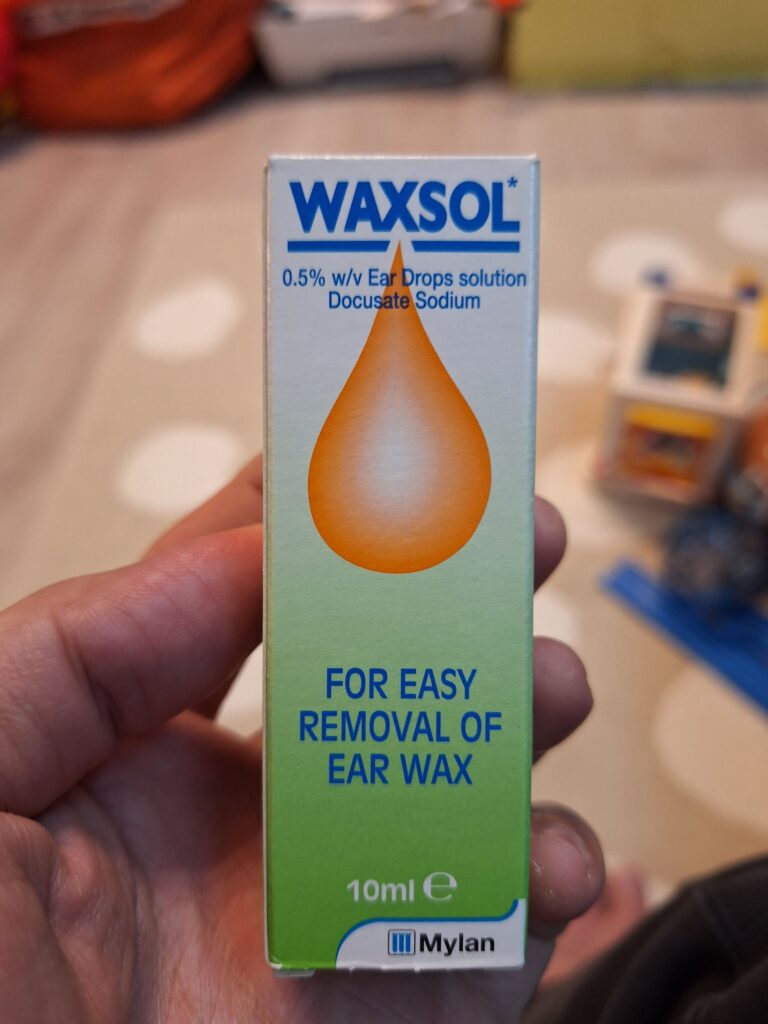 WAXSOL*
0.5% w/v Ear Drops solution
Docusate Sodium
FOR EASY
REMOVAL OF
EAR WAX
10ml ℮
Mylan